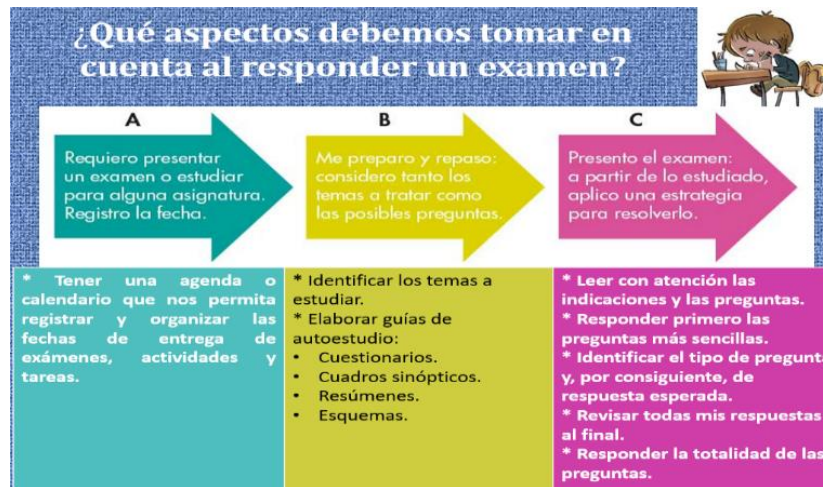 ¿Qué aspectos debemos tomar en
cuenta al responder un examen?
A
Requiero presentar
un examen o estudiar
para alguna asignatura.
Registro la fecha.
B
Me preparo y repaso:
considero tanto los
temas a tratar como
las posibles preguntas.
C
Presento el examen:
a partir de lo estudiado,
aplico una estrategia
para resolverlo.
* Tener una agenda o
calendario que nos permita
registrar y organizar las
fechas de entrega de
exámenes, actividades y
tareas.
* Identificar los temas a
estudiar.
* Elaborar guías de
autoestudio:
• Cuestionarios.
• Cuadros sinópticos.
• Resúmenes.
• Esquemas.
* Leer con atención las
indicaciones y las preguntas.
* Responder primero las
preguntas más sencillas.
* Identificar el tipo de pregunta
y, por consiguiente, de
respuesta esperada.
* Revisar todas mis respuestas
al final.
* Responder la totalidad de las
preguntas.